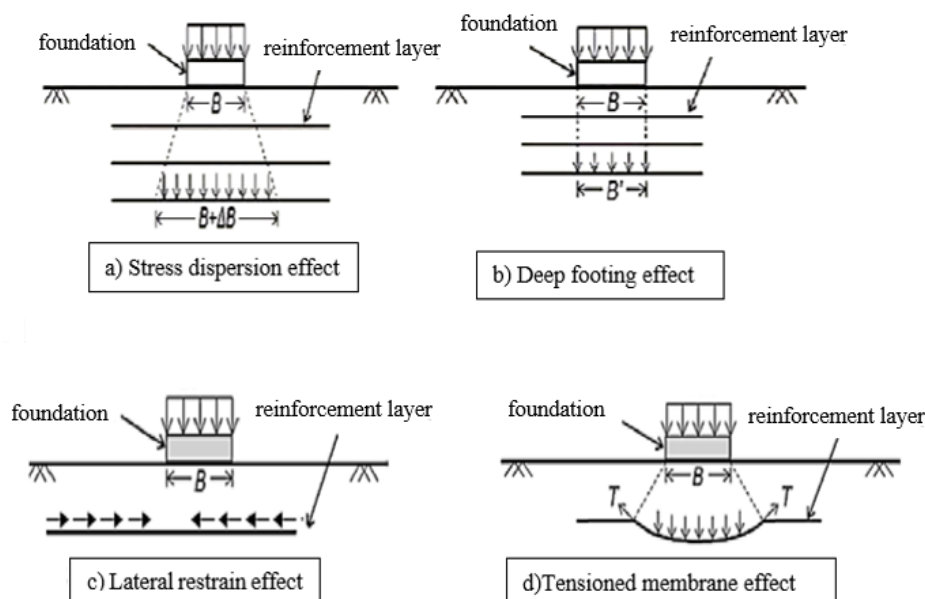 foundation
reinforcement layer
B
B+ΔB
a) Stress dispersion effect
foundation
reinforcement layer
B
B'
b) Deep footing effect
foundation
reinforcement layer
B
c) Lateral restrain effect
foundation
reinforcement layer
B
T
T
d)Tensioned membrane effect